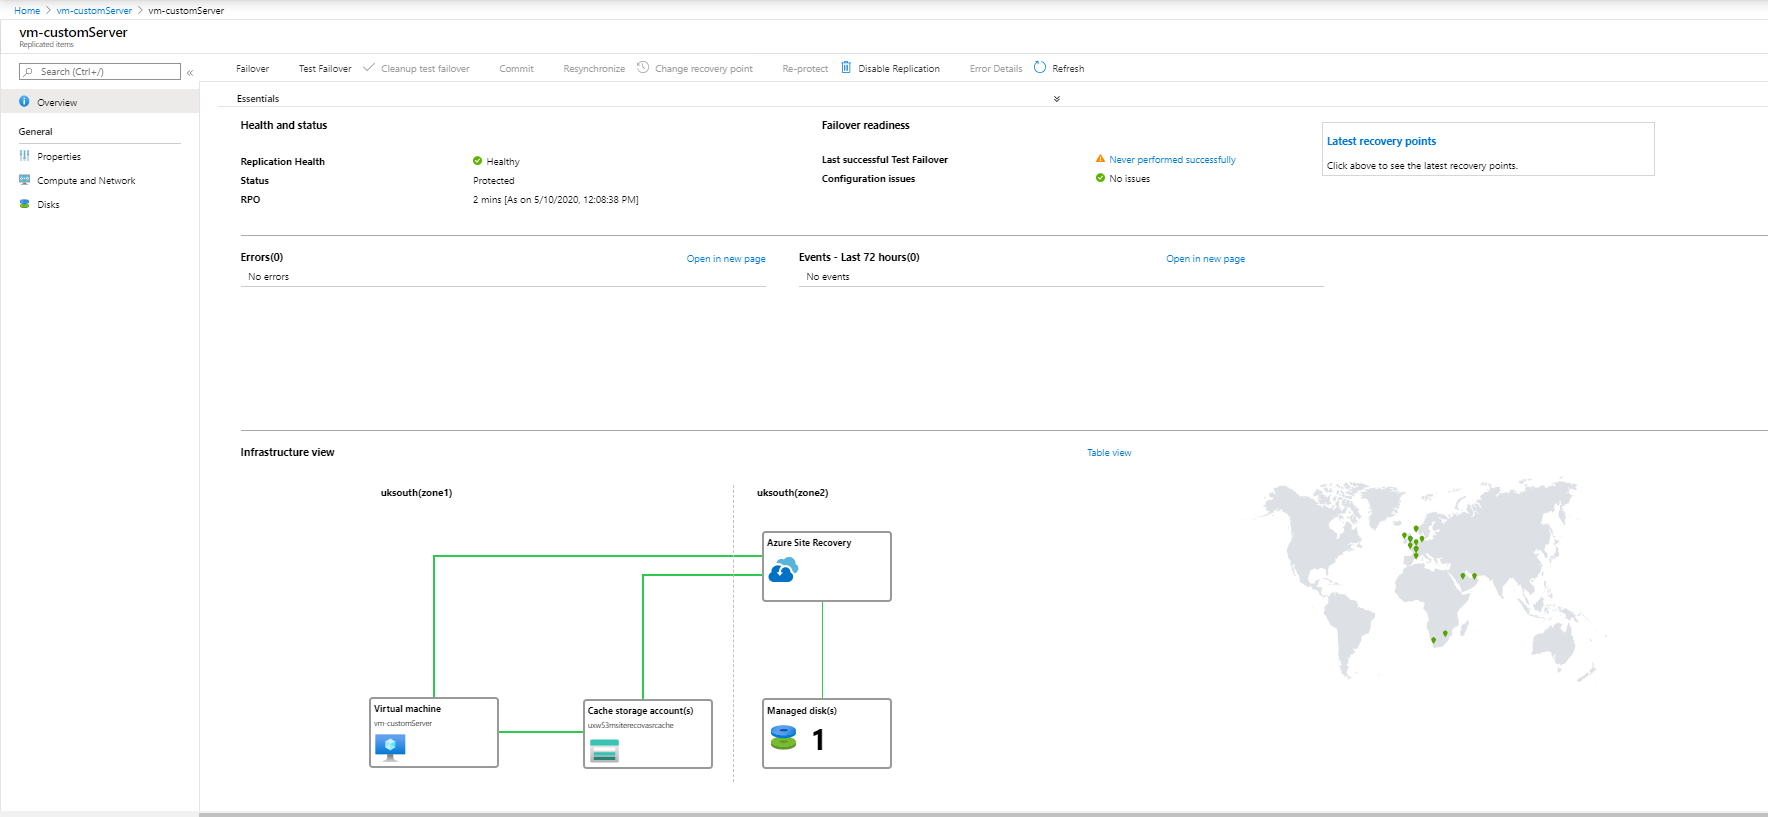 Home > vm-customServer > vm-customServer
vm-customServer
Replicated items
Search (Ctrl+/)
«
Failover
Test Failover
Cleanup test failover
Commit
Resynchronize
Change recovery point
Re-protect
Disable Replication
Error Details
Refresh
Overview
General
Properties
Compute and Network
Disks
Essentials
Health and status
Replication Health
Healthy
Status
Protected
RPO
2 mins [As on 5/10/2020, 12:08:38 PM]
Failover readiness
Last successful Test Failover
Never performed successfully
Configuration issues
No issues
Latest recovery points
Click above to see the latest recovery points.
Errors(0)
Open in new page
No errors
Events - Last 72 hours(0)
Open in new page
No events
Infrastructure view
Table view
uksouth(zone1)
uksouth(zone2)
Azure Site Recovery
Virtual machine
vm-customServer
Cache storage account(s)
uxw53msiterecovasrcache
Managed disk(s)
1